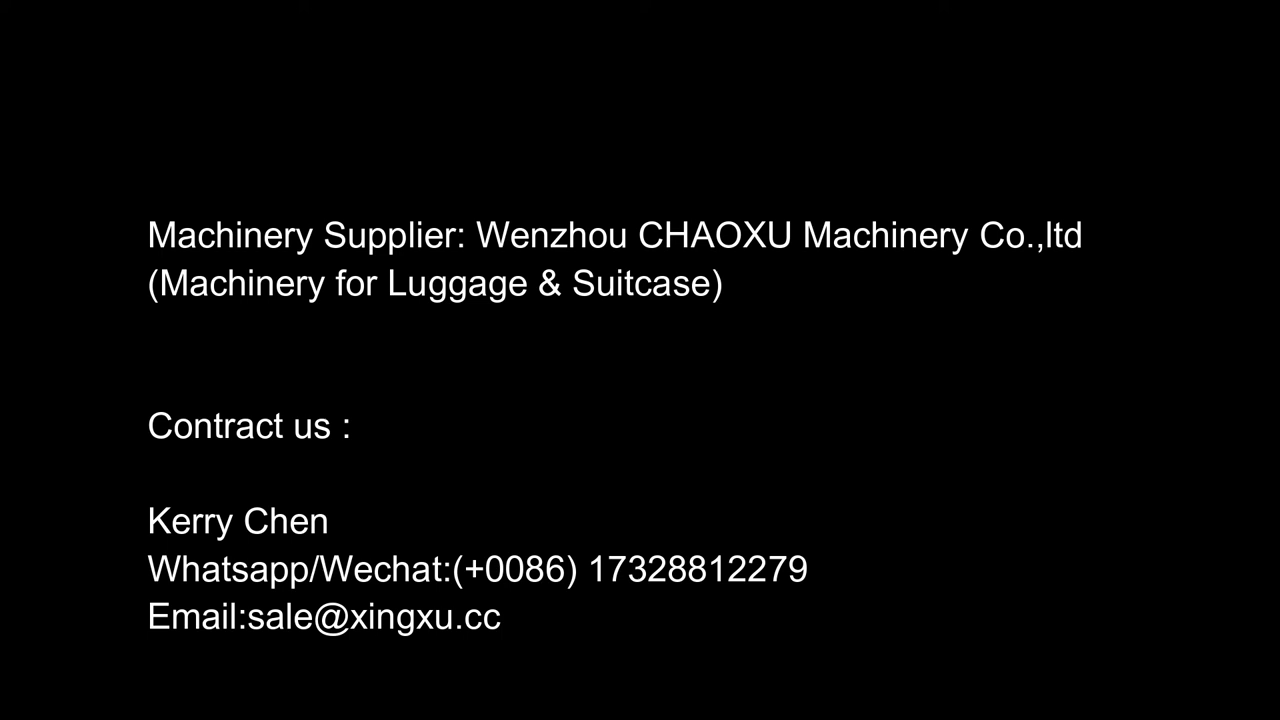 Machinery Supplier: Wenzhou CHAOXU Machinery Co.,ltd
(Machinery for Luggage & Suitcase)
Contract us :
Kerry Chen
Whatsapp/Wechat:(+0086) 17328812279
Email:sale@xingxu.cc